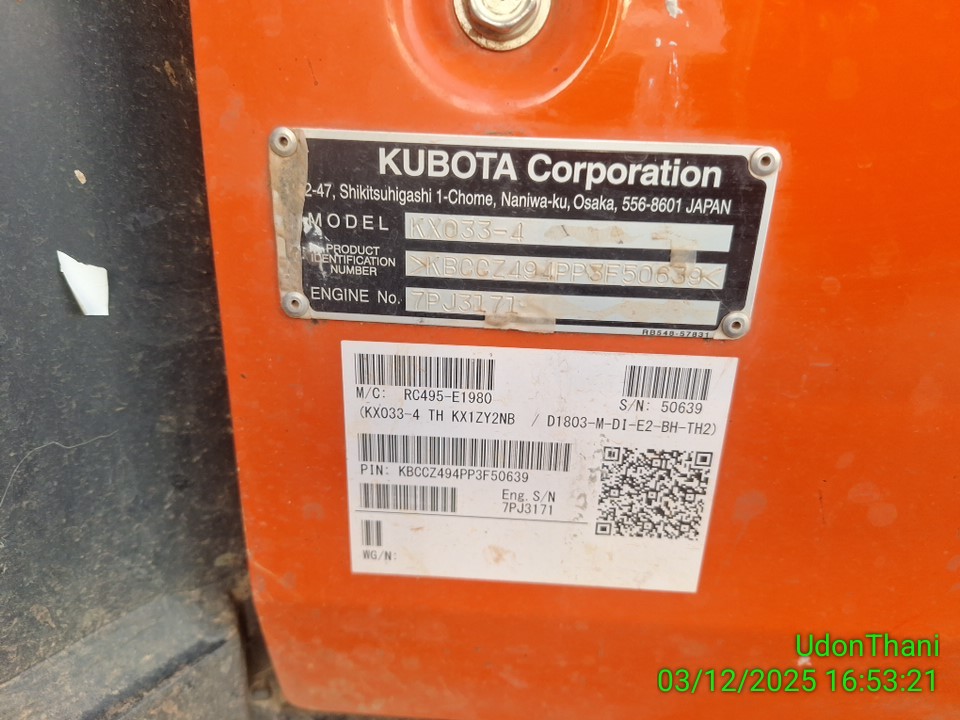 KUBOTA Corporation
2-47, Shikitsuhigashi 1-Chome, Naniwa-ku, Osaka, 556-8601 JAPAN
MODEL KX033-4
PRODUCT IDENTIFICATION NUMBER >KBCCZ494PP3F50639<
ENGINE No. 7PJ3171
RB548-57831
M/C: RC495-E1980
S/N: 50639
(KX033-4 TH KX1ZY2NB / D1803-M-DI-E2-BH-TH2)
PIN: KBCCZ494PP3F50639
Eng. S/N
7PJ3171
WG/N:
UdonThani
03/12/2025 16:53:21